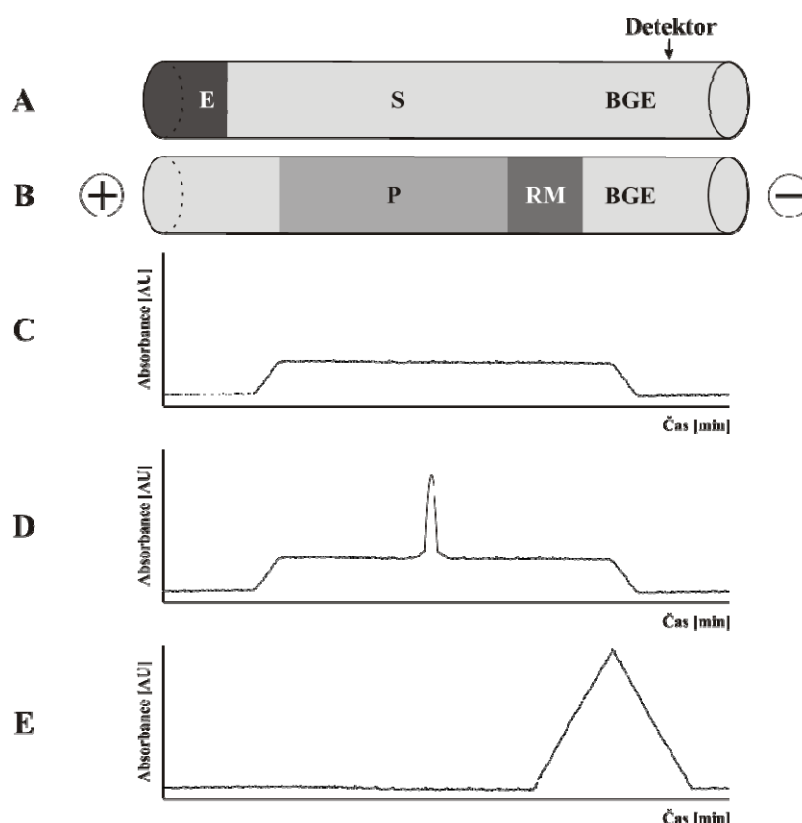 Detektor
A E S BGE
B + P RM BGE −
C
Absorbance [AU]
Čas [min]
D
Absorbance [AU]
Čas [min]
E
Absorbance [AU]
Čas [min]